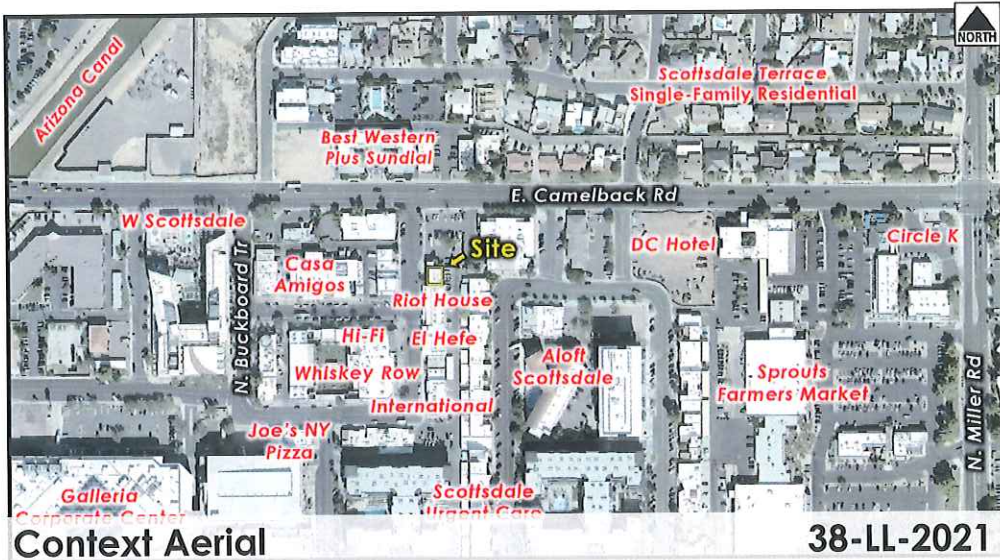 NORTH
Arizona Canal
Scottsdale Terrace
Single-Family Residential
Best Western
Plus Sundial
E. Camelback Rd
W Scottsdale
N. Buckboard Tr
Casa
Amigos
Site
DC Hotel
Circle K
Riot House
Hi-Fi
El Hefe
Whiskey Row
Aloft
Scottsdale
Sprouts
Farmers Market
International
Joe's NY
Pizza
N. Miller Rd
Galleria
Corporate Center
Scottsdale
Urgent Care
Context Aerial
38-LL-2021